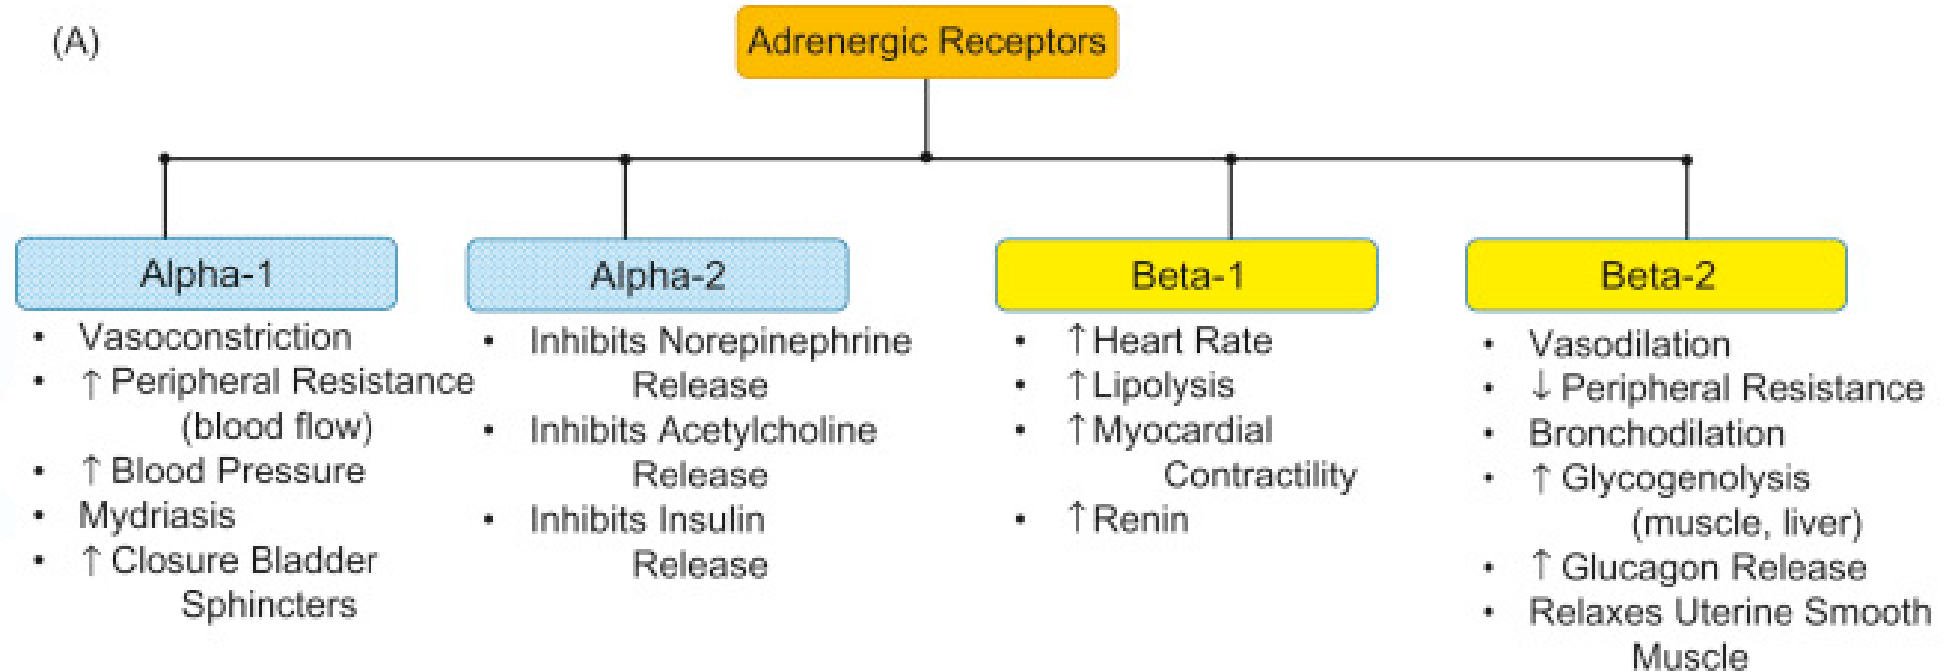 (A)
Adrenergic Receptors
Alpha-1
• Vasoconstriction
• ↑ Peripheral Resistance
(blood flow)
• ↑ Blood Pressure
• Mydriasis
• ↑ Closure Bladder
Sphincters
Alpha-2
• Inhibits Norepinephrine
Release
• Inhibits Acetylcholine
Release
• Inhibits Insulin
Release
Beta-1
• ↑ Heart Rate
• ↑ Lipolysis
• ↑ Myocardial
Contractility
• ↑ Renin
Beta-2
• Vasodilation
• ↓ Peripheral Resistance
• Bronchodilation
• ↑ Glycogenolysis
(muscle, liver)
• ↑ Glucagon Release
• Relaxes Uterine Smooth
Muscle